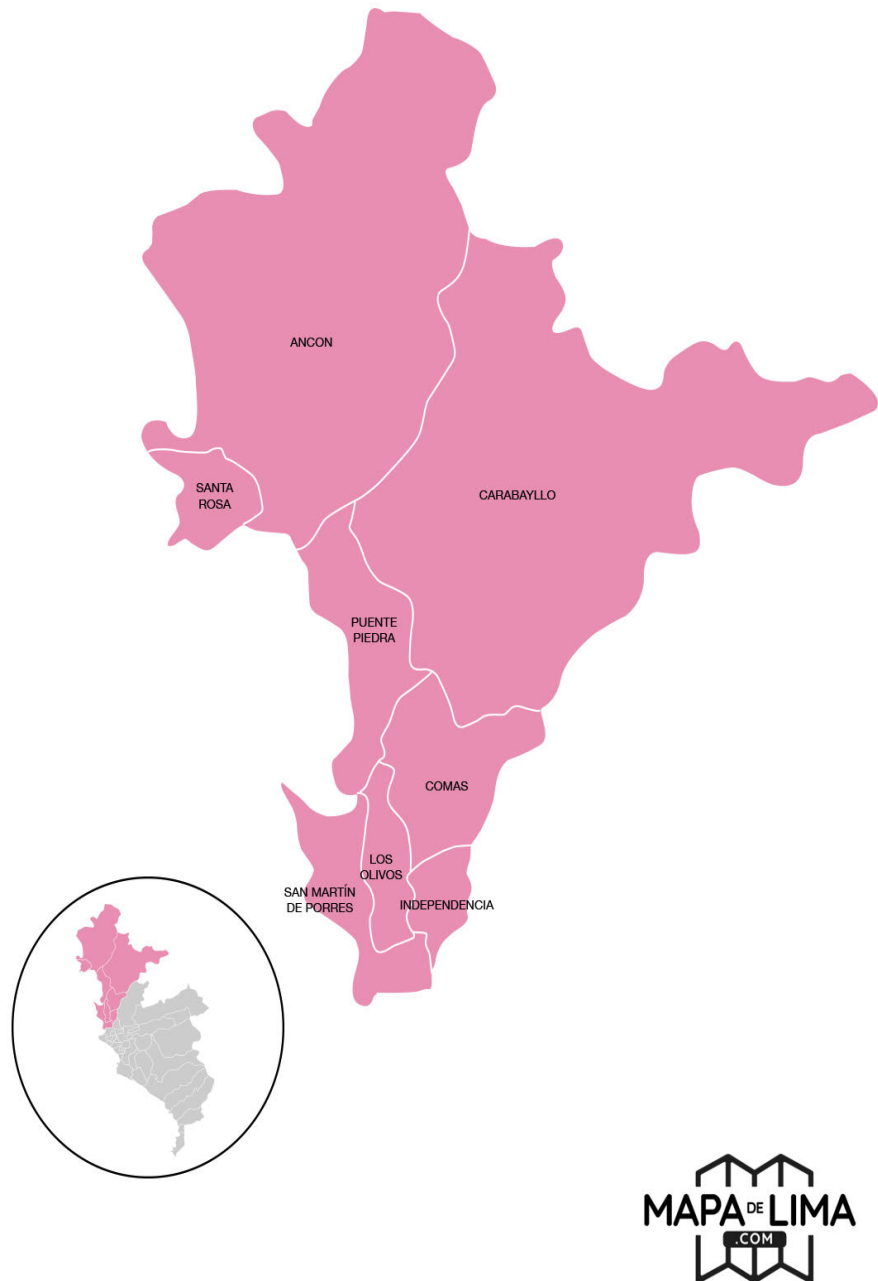 ANCON
SANTA
ROSA
CARABAYLLO
PUENTE
PIEDRA
COMAS
LOS
OLIVOS
SAN MARTÍN
DE PORRES
INDEPENDENCIA
MAPA DE LIMA
.COM